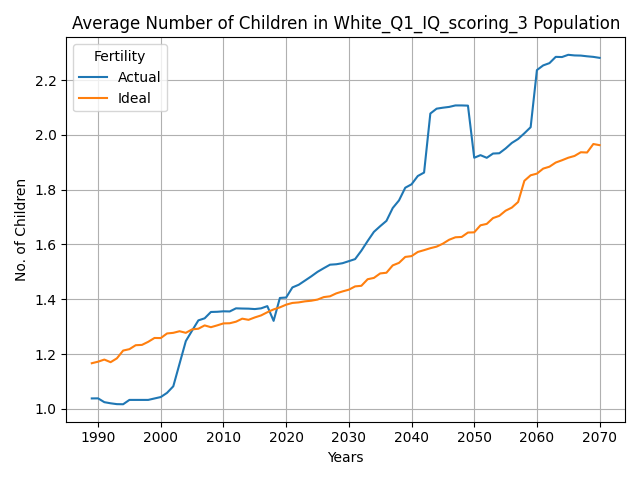 Average Number of Children in White_Q1_IQ_scoring_3 Population
Fertility
Actual
Ideal
No. of Children
2.2
2.0
1.8
1.6
1.4
1.2
1.0
1990 2000 2010 2020 2030 2040 2050 2060 2070
Years